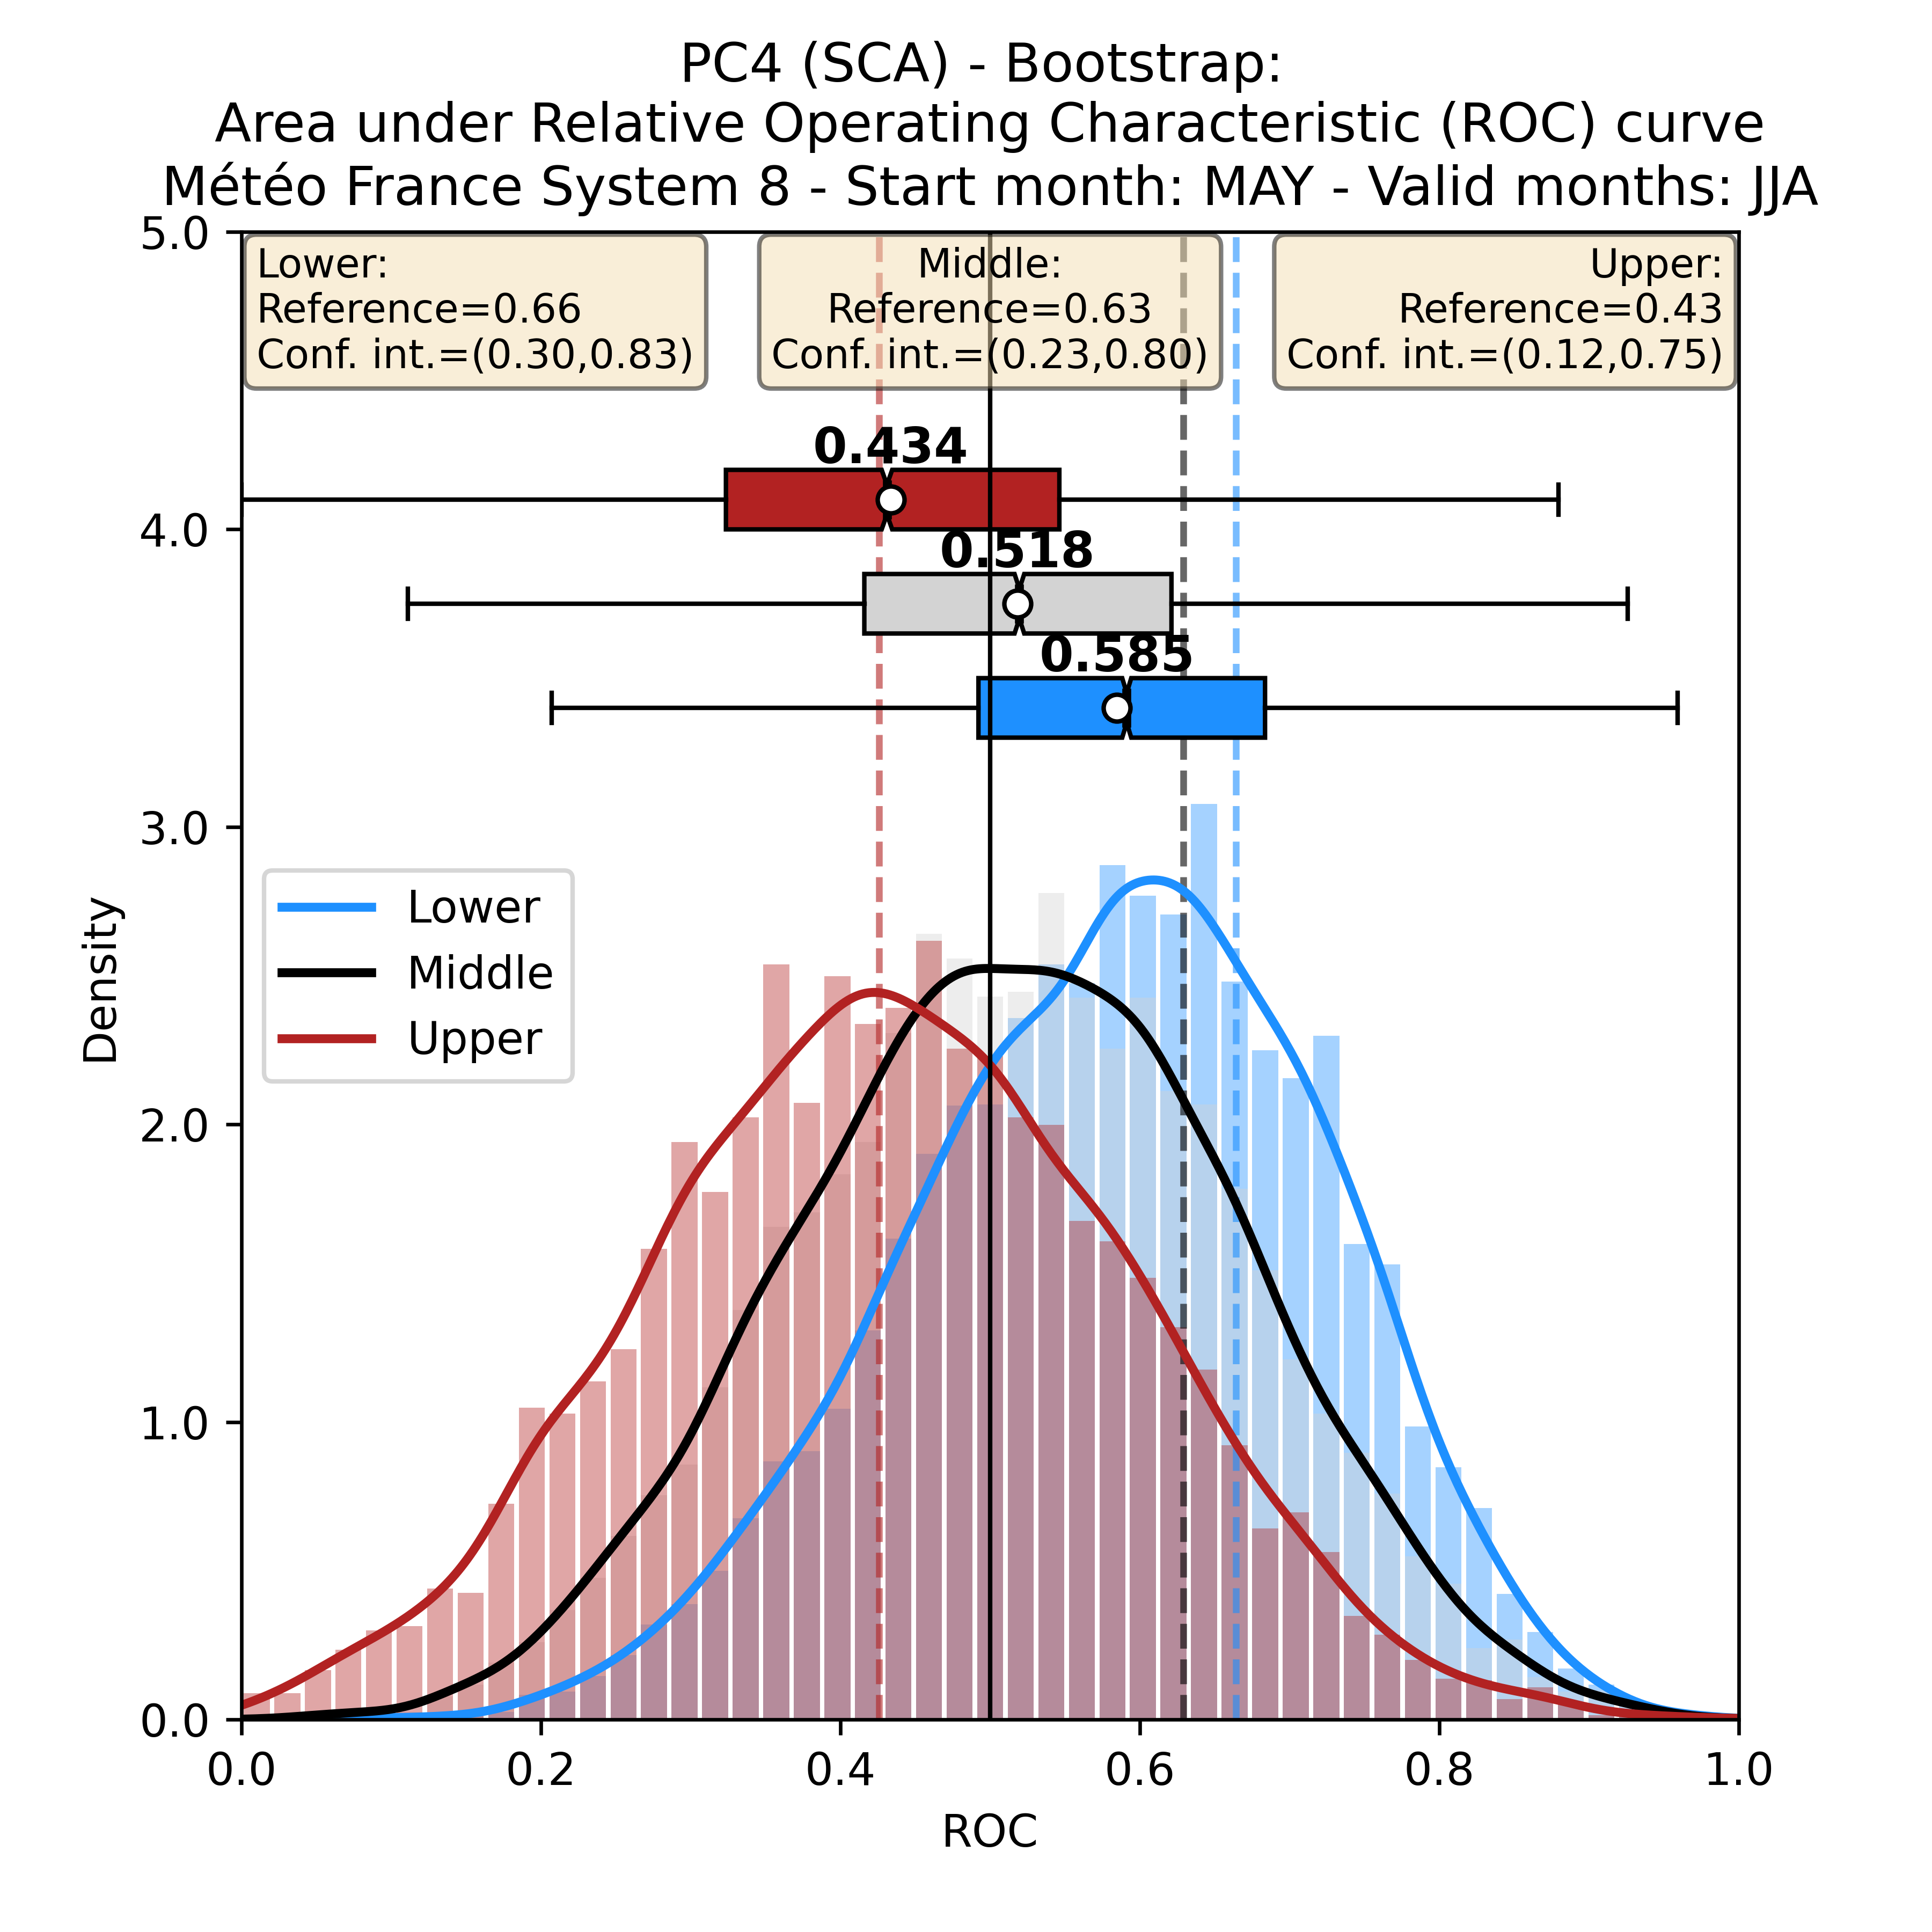 PC4 (SCA) - Bootstrap:
Area under Relative Operating Characteristic (ROC) curve
Météo France System 8 - Start month: MAY - Valid months: JJA
Lower:
Reference=0.66
Conf. int.=(0.30,0.83)
Middle:
Reference=0.63
Conf. int.=(0.23,0.80)
Upper:
Reference=0.43
Conf. int.=(0.12,0.75)
0.434
0.518
0.585
Lower
Middle
Upper
Density
5.0
4.0
3.0
2.0
1.0
0.0
0.0
0.2
0.4
0.6
0.8
1.0
ROC